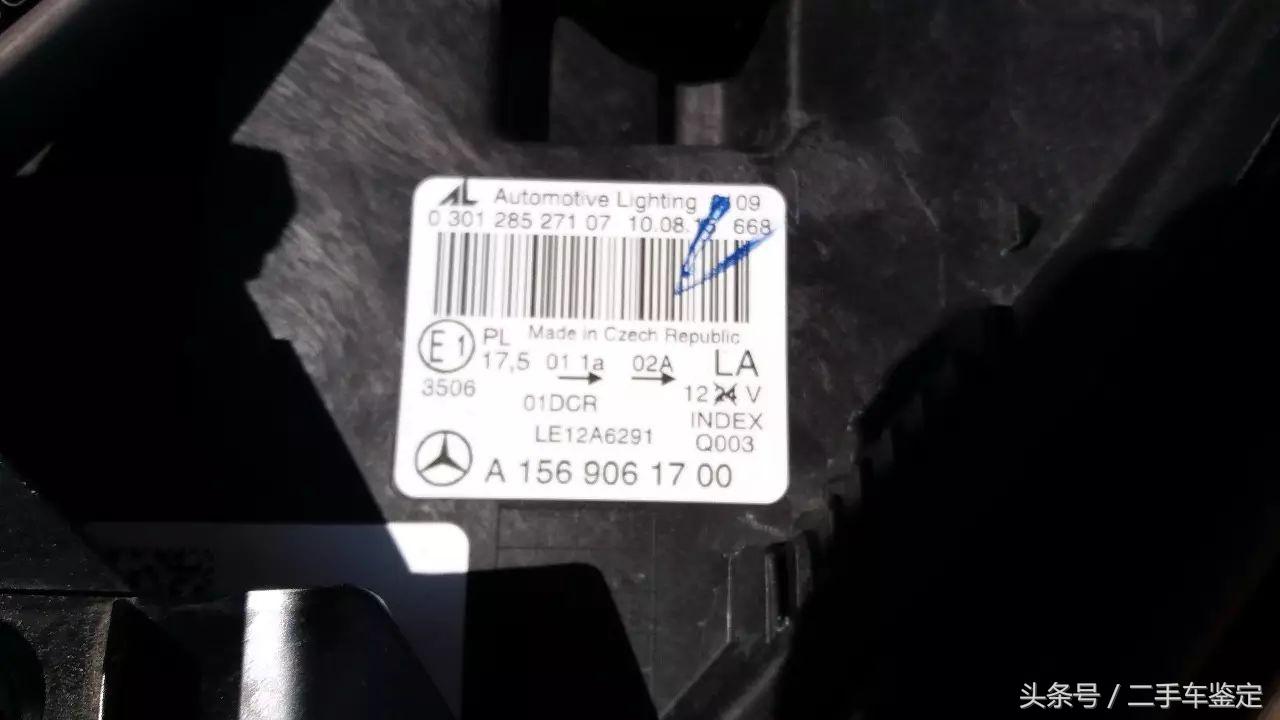 AL Automotive Lighting 09
0 301 285 271 07 10.08. 668
Made in Czech Republic
E1 PL
17,5 01 1a 02A LA
3506
12 24 V
01DCR
INDEX
LE12A6291
Q003
A 156 906 17 00
头条号 / 二手车鉴定